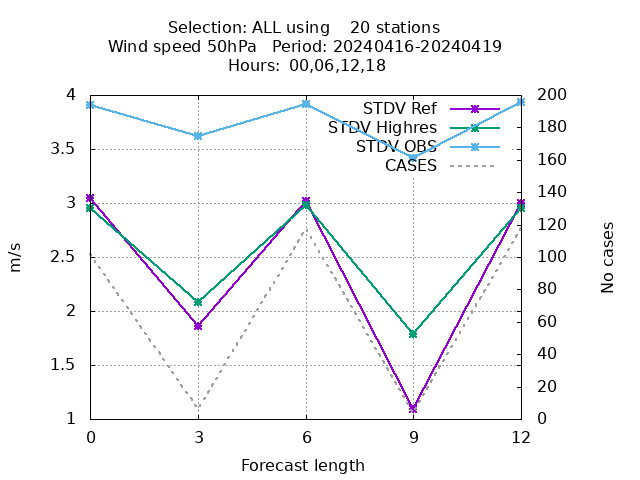 Selection: ALL using    20 stations
Wind speed 50hPa   Period: 20240416-20240419
Hours: 00,06,12,18
4
3.5
3
2.5
2
1.5
1
200
180
160
140
120
100
80
60
40
20
0
STDV Ref
STDV Highres
STDV OBS
CASES
m/s
No cases
0
3
6
9
12
Forecast length